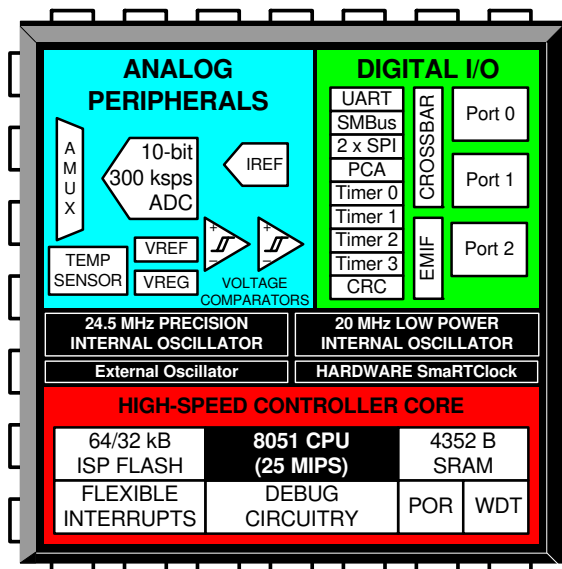 ANALOG
PERIPHERALS
AMUX
10-bit
300 ksps
ADC
IREF
TEMP
SENSOR
VREF
VREG
+
–
+
–
VOLTAGE
COMPARATORS
DIGITAL I/O
UART
SMBus
2 x SPI
PCA
Timer 0
Timer 1
Timer 2
Timer 3
CRC
CROSSBAR
EMIF
Port 0
Port 1
Port 2
24.5 MHz PRECISION
INTERNAL OSCILLATOR
20 MHz LOW POWER
INTERNAL OSCILLATOR
External Oscillator
HARDWARE SmaRTClock
HIGH-SPEED CONTROLLER CORE
64/32 kB
ISP FLASH
8051 CPU
(25 MIPS)
4352 B
SRAM
FLEXIBLE
INTERRUPTS
DEBUG
CIRCUITRY
POR
WDT